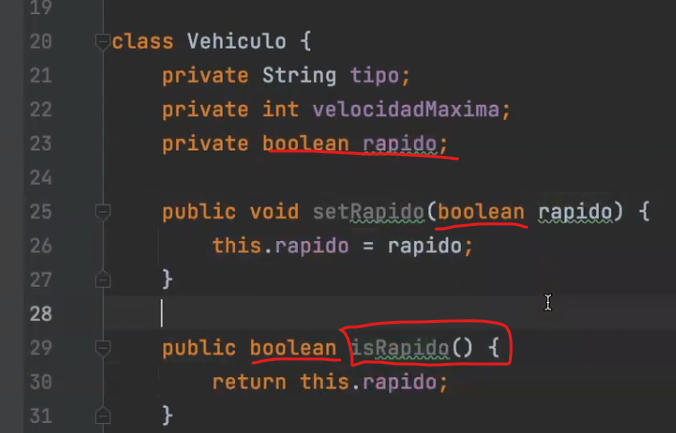 19
20 class Vehiculo {
21 private String tipo;
22 private int velocidadMaxima;
23 private boolean rapido;
24
25 public void setRapido(boolean rapido) {
26 this.rapido = rapido;
27 }
28
29 public boolean isRapido() {
30 return this.rapido;
31 }